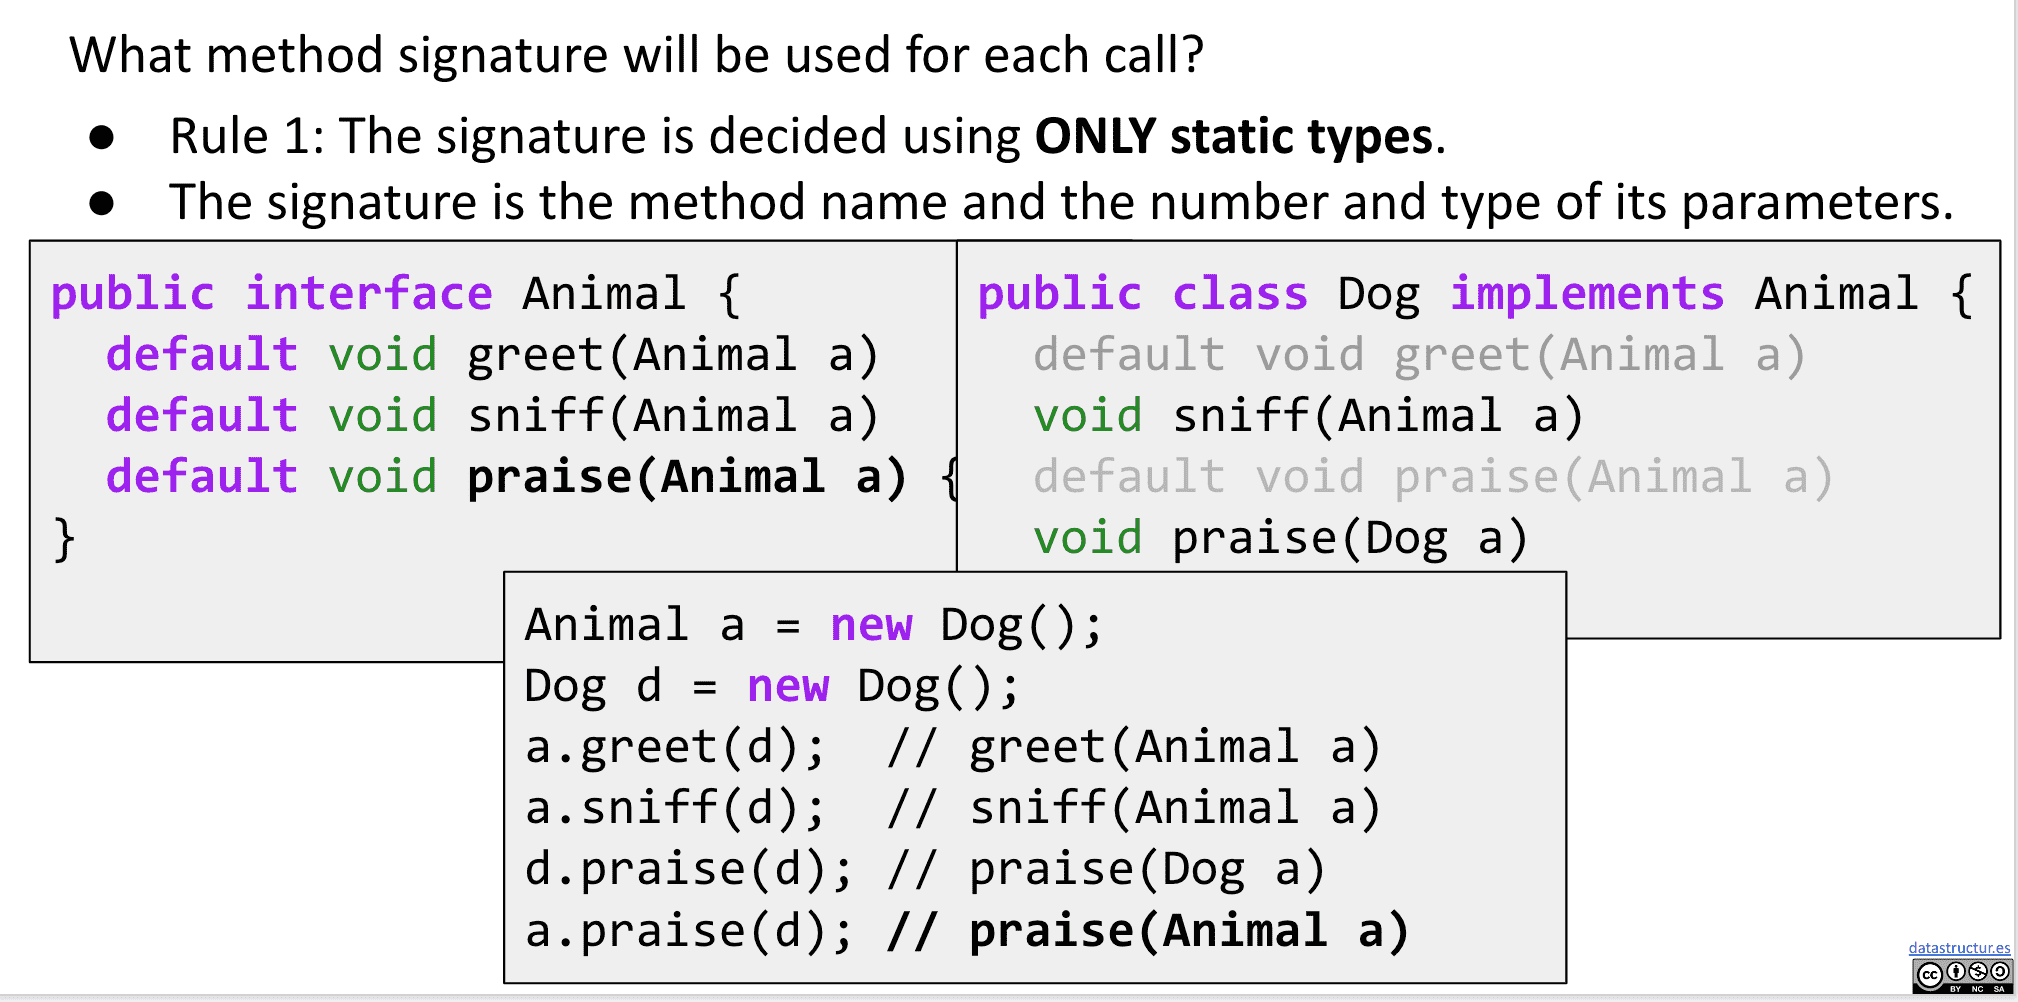 What method signature will be used for each call?
● Rule 1: The signature is decided using ONLY static types.
● The signature is the method name and the number and type of its parameters.
public interface Animal {
default void greet(Animal a)
default void sniff(Animal a)
default void praise(Animal a) {
}
public class Dog implements Animal {
default void greet(Animal a)
void sniff(Animal a)
default void praise(Animal a)
void praise(Dog a)
Animal a = new Dog();
Dog d = new Dog();
a.greet(d);  // greet(Animal a)
a.sniff(d);  // sniff(Animal a)
d.praise(d); // praise(Dog a)
a.praise(d); // praise(Animal a)
datastructur.es
cc
BY NC SA